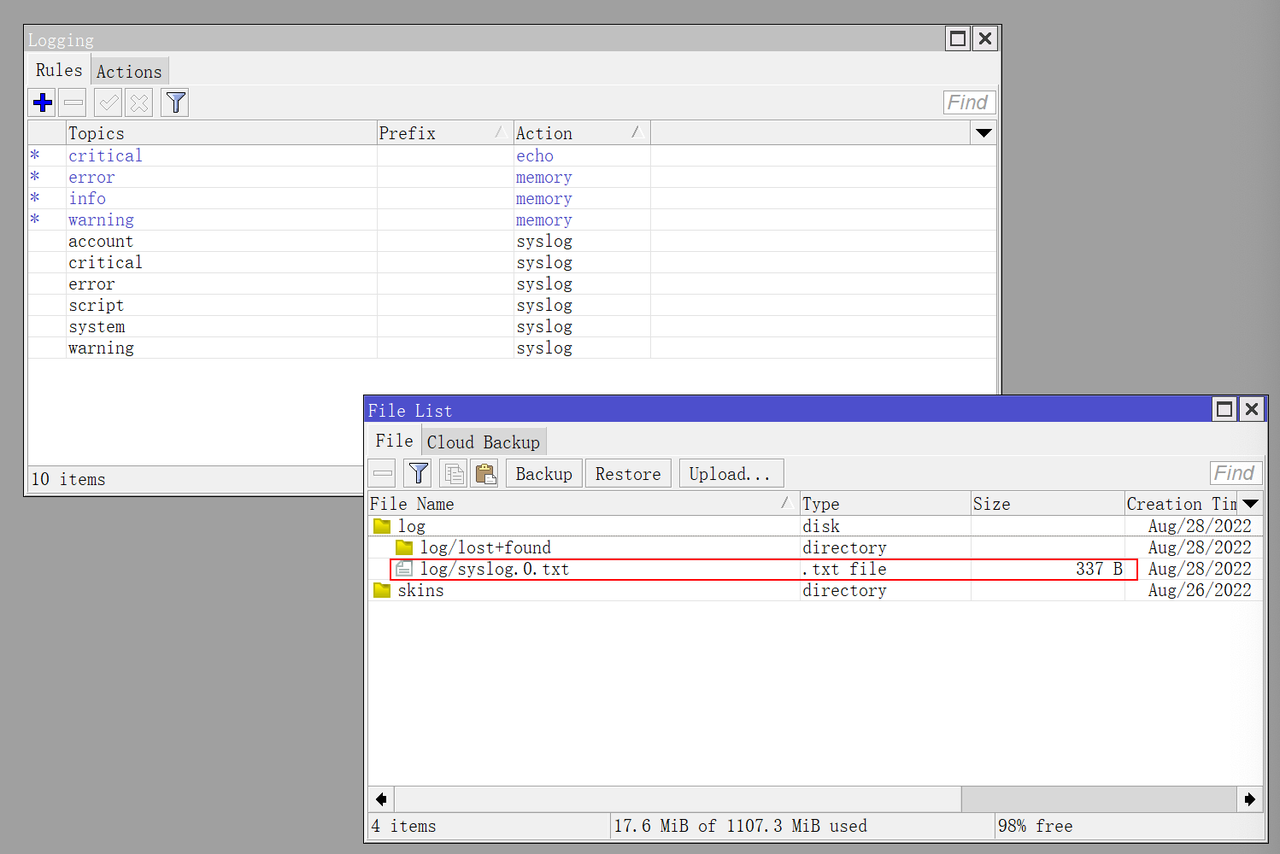 Logging
Rules Actions
Find
Topics Prefix Action
* critical echo
* error memory
* info memory
* warning memory
account syslog
critical syslog
error syslog
script syslog
system syslog
warning syslog
10 items
File List
File Cloud Backup
Backup Restore Upload... Find
File Name Type Size Creation Tim
log disk Aug/28/2022
log/lost+found directory Aug/28/2022
log/syslog.0.txt .txt file 337 B Aug/28/2022
skins directory Aug/26/2022
4 items 17.6 MiB of 1107.3 MiB used 98% free